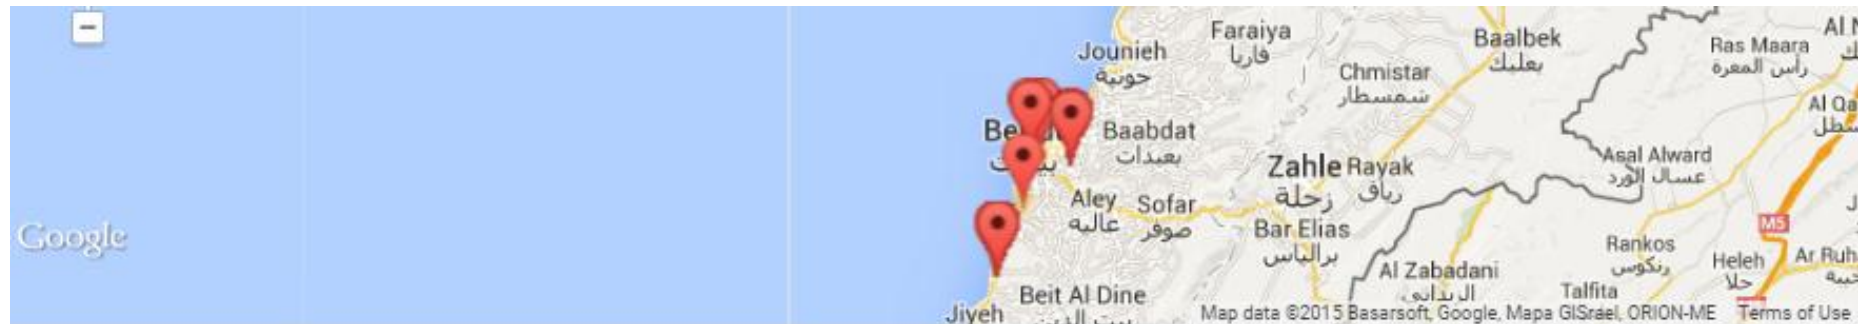 Faraiya
فاريا
Jounieh
جونية
Baalbek
بعلبك
Ras Maara
رأس المعرة
Chmistar
شمسطار
Baabdat
بعبدات
Asal Alward
عسال الورد
Zahle
زحلة
Rayak
رياق
Aley
عاليه
Sofar
صوفر
M5
Google
Bar Elias
برالياس
Rankos
رنكوس
Heleh
حلا
Ar Ruh
Al Zabadani
الزبداني
Talfita
Beit Al Dine
Jiyeh
Map data ©2015 Basarsoft, Google, Mapa GISrael, ORION-ME
Terms of Use